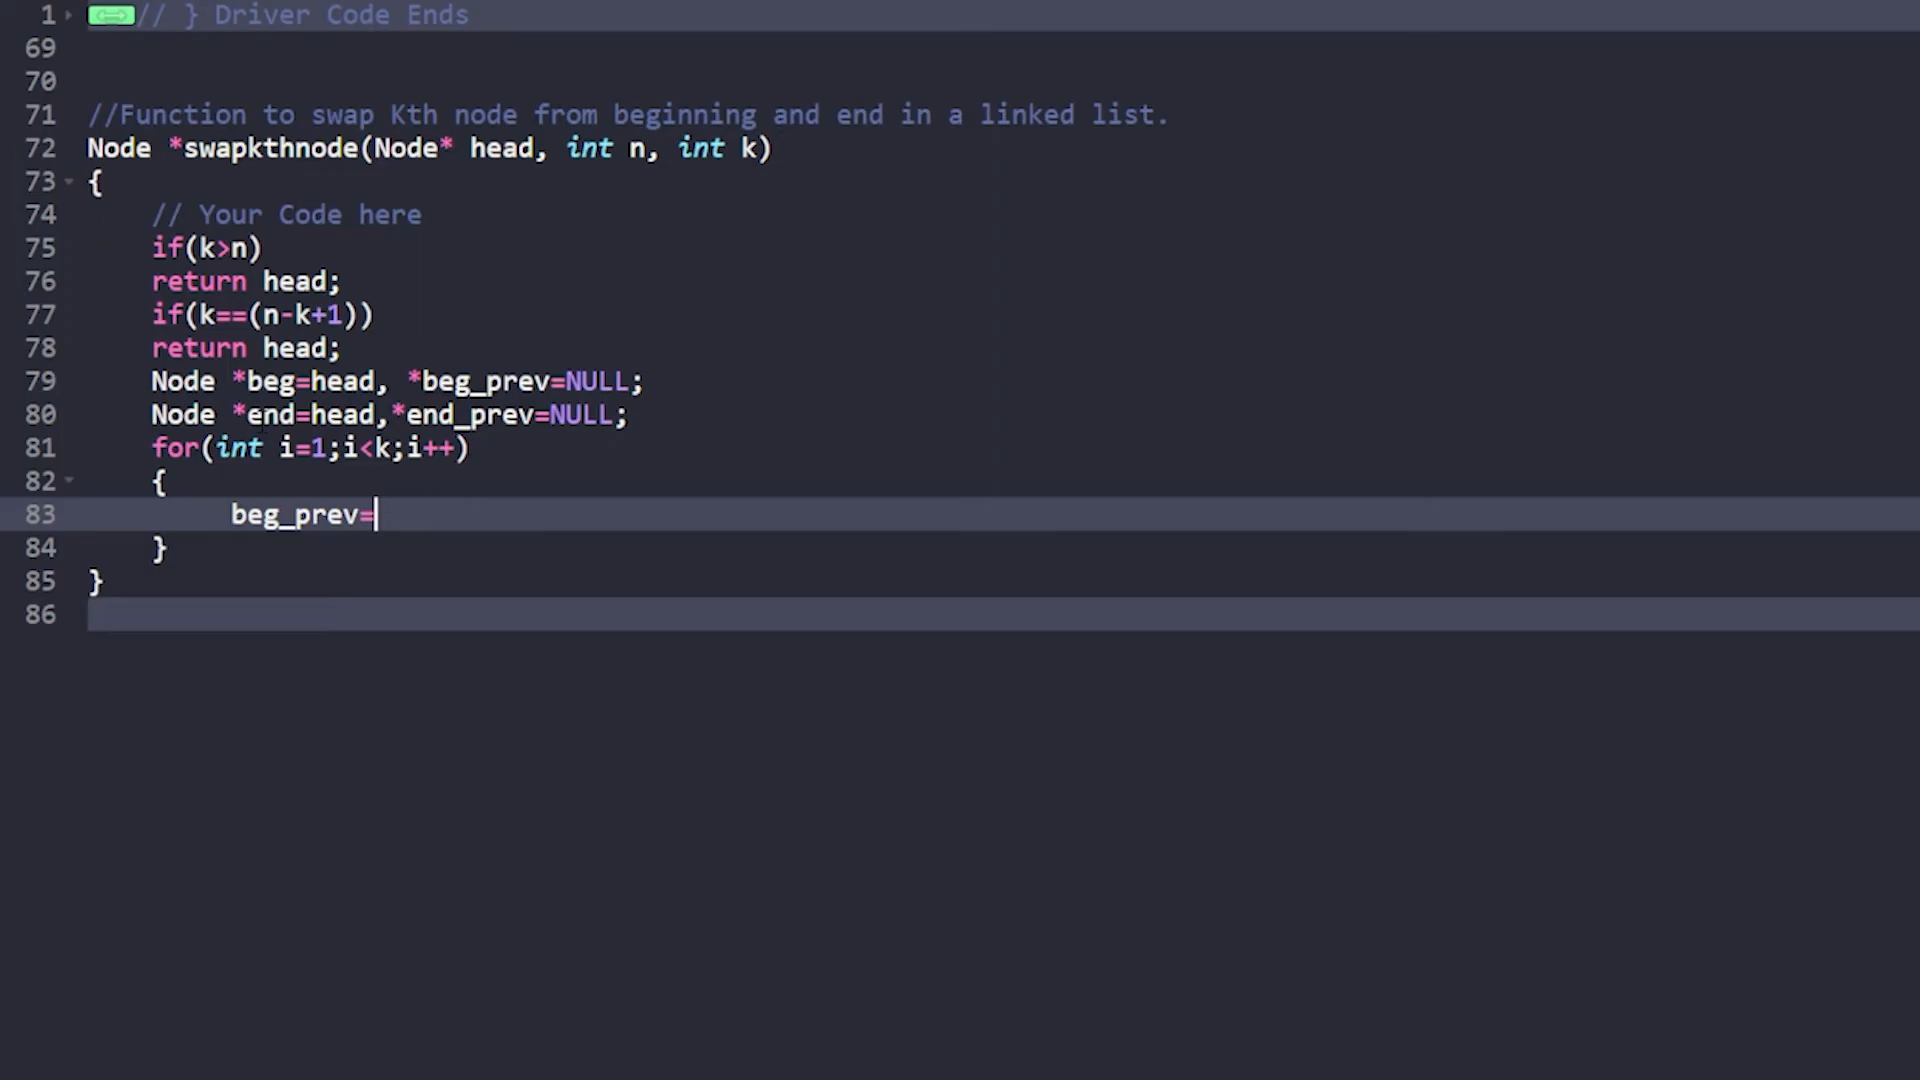 1 // } Driver Code Ends
69
70
71 //Function to swap Kth node from beginning and end in a linked list.
72 Node *swapkthnode(Node* head, int n, int k)
73 {
74     // Your Code here
75     if(k>n)
76     return head;
77     if(k==(n-k+1))
78     return head;
79     Node *beg=head, *beg_prev=NULL;
80     Node *end=head,*end_prev=NULL;
81     for(int i=1;i<k;i++)
82     {
83          beg_prev=
84     }
85 }
86